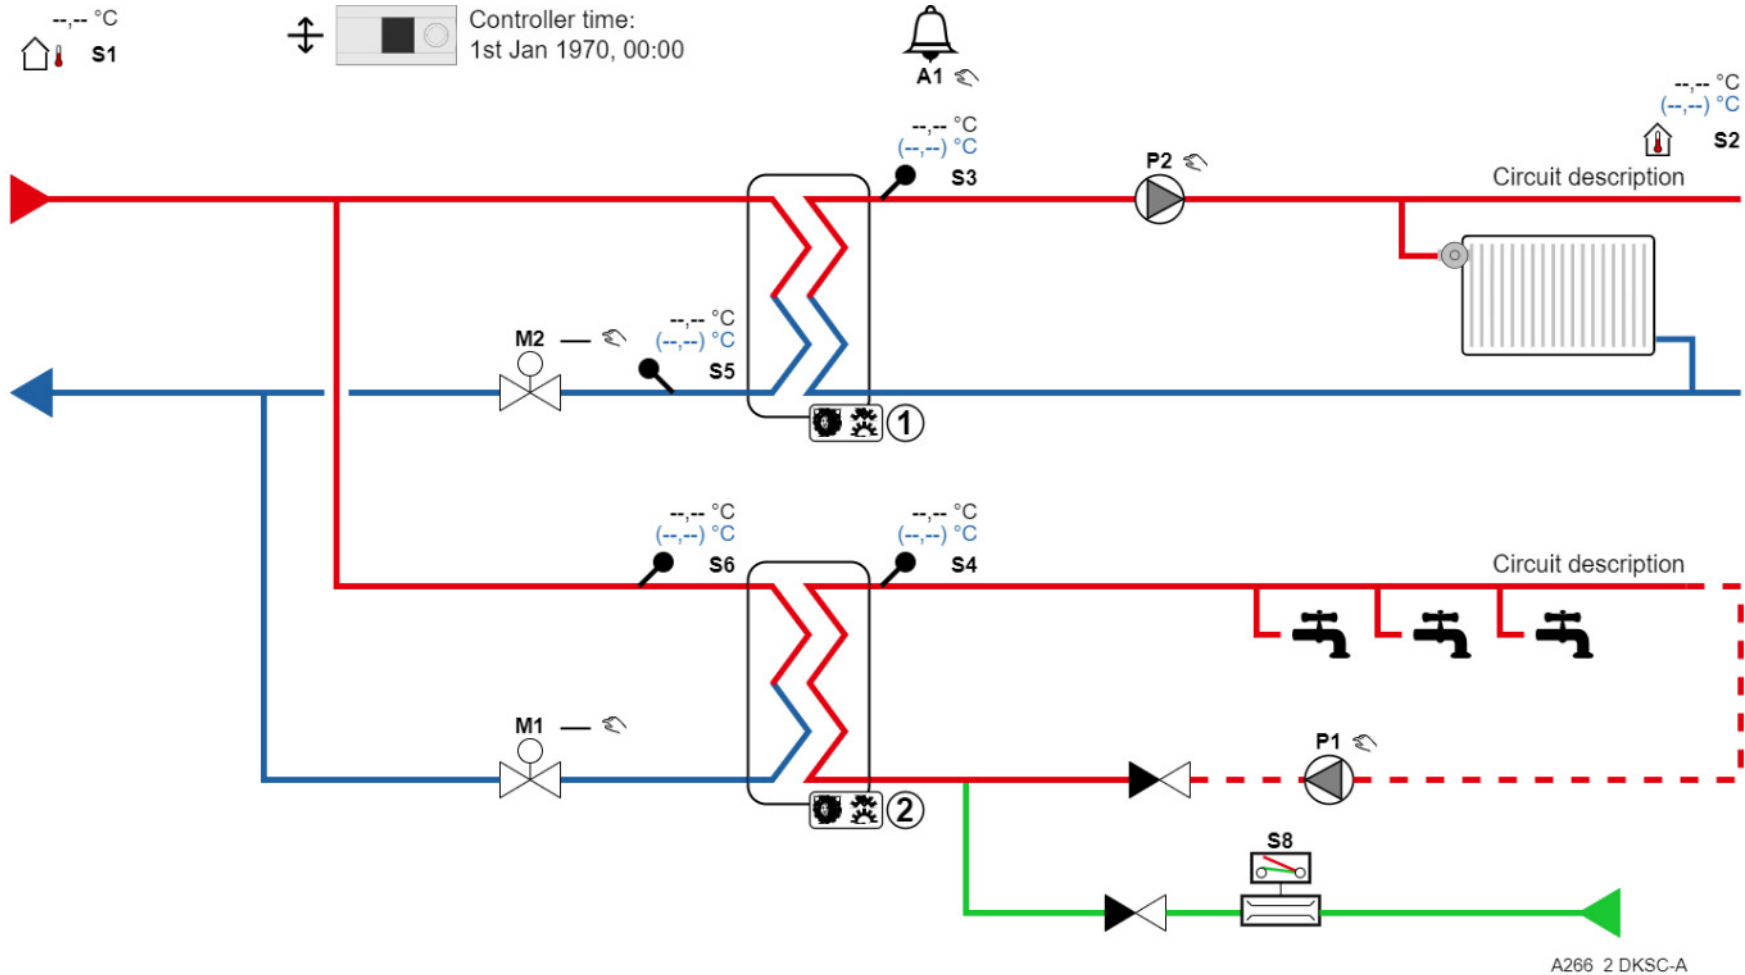 --,-- °C
S1
Controller time:
1st Jan 1970, 00:00
A1
--,-- °C
(--,--) °C
S2
--,-- °C
(--,--) °C
S3
P2
Circuit description
M2
--,-- °C
(--,--) °C
S5
1
--,-- °C
(--,--) °C
S6
--,-- °C
(--,--) °C
S4
Circuit description
M1
P1
2
S8
A266 2 DKSC-A